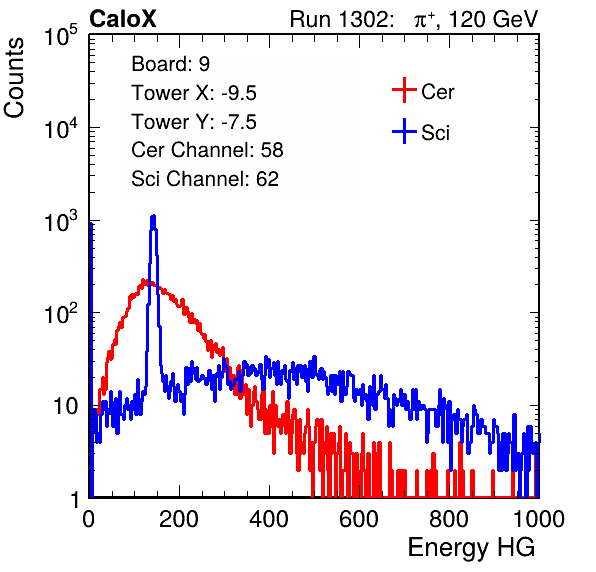 CaloX Run 1302: π⁺, 120 GeV
Counts
10⁵
10⁴
10³
10²
10
1
Board: 9
Tower X: -9.5
Tower Y: -7.5
Cer Channel: 58
Sci Channel: 62
Cer
Sci
0 200 400 600 800 1000
Energy HG